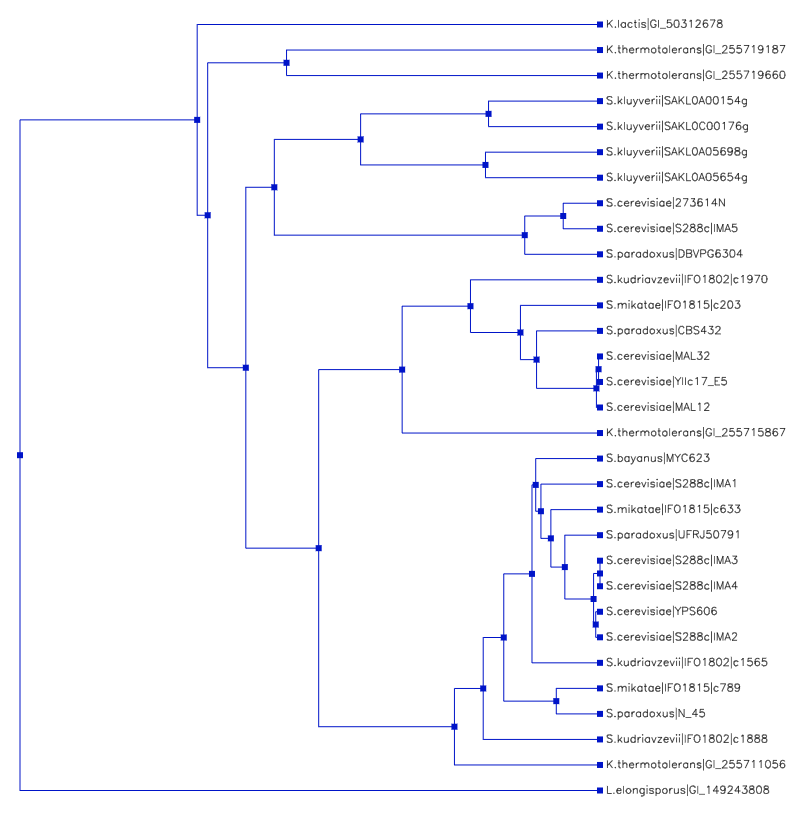 K.lactis|GI_50312678
K.thermotolerans|GI_255719187
K.thermotolerans|GI_255719660
S.kluyverii|SAKL0A00154g
S.kluyverii|SAKL0C00176g
S.kluyverii|SAKL0A05698g
S.kluyverii|SAKL0A05654g
S.cerevisiae|273614N
S.cerevisiae|S288c|IMA5
S.paradoxus|DBVPG6304
S.kudriavzevii|IFO1802|c1970
S.mikatae|IFO1815|c203
S.paradoxus|CBS432
S.cerevisiae|MAL32
S.cerevisiae|YIIc17_E5
S.cerevisiae|MAL12
K.thermotolerans|GI_255715867
S.bayanus|MYC623
S.cerevisiae|S288c|IMA1
S.mikatae|IFO1815|c633
S.paradoxus|UFRJ50791
S.cerevisiae|S288c|IMA3
S.cerevisiae|S288c|IMA4
S.cerevisiae|YPS606
S.cerevisiae|S288c|IMA2
S.kudriavzevii|IFO1802|c1565
S.mikatae|IFO1815|c789
S.paradoxus|N_45
S.kudriavzevii|IFO1802|c1888
K.thermotolerans|GI_255711056
L.elongisporus|GI_149243808